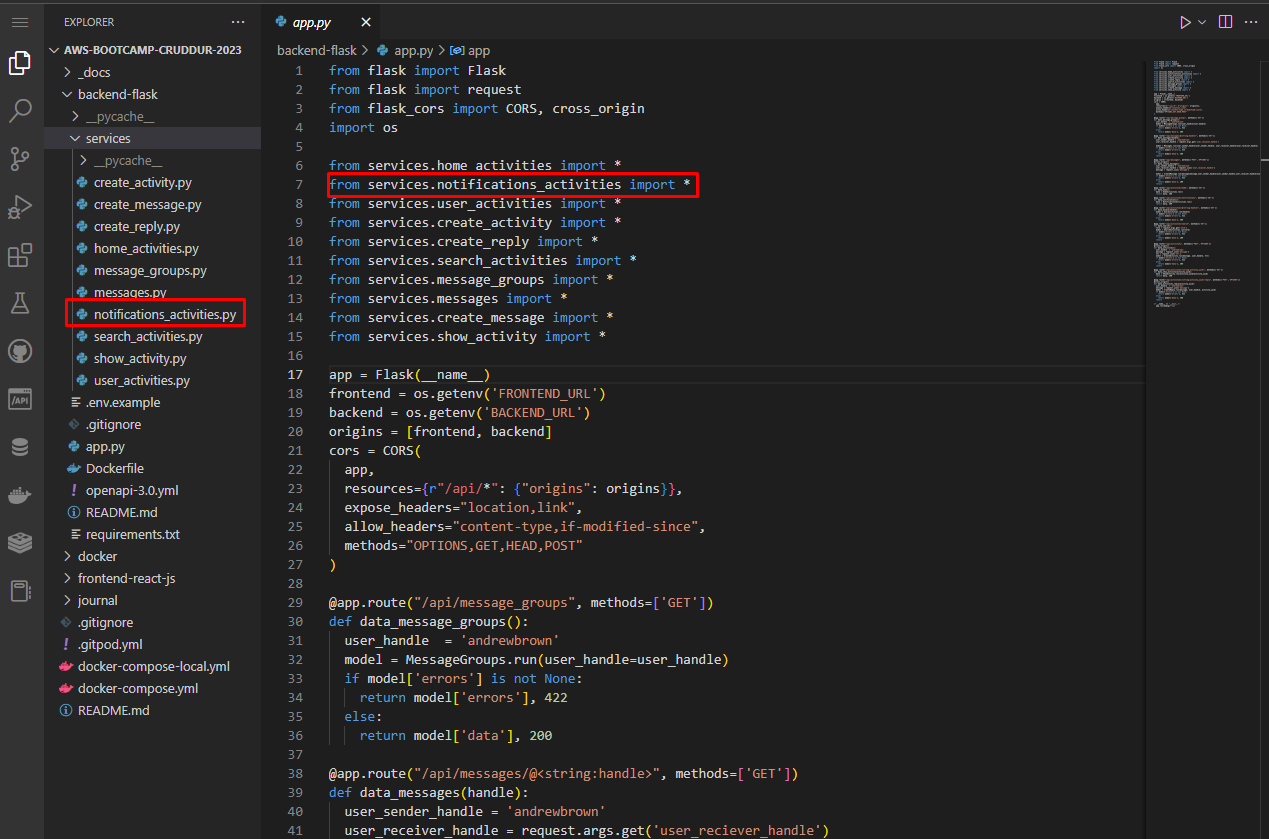 EXPLORER
AWS-BOOTCAMP-CRUDDUR-2023
_docs
backend-flask
__pycache__
services
__pycache__
create_activity.py
create_message.py
create_reply.py
home_activities.py
message_groups.py
messages.py
notifications_activities.py
search_activities.py
show_activity.py
user_activities.py
.env.example
.gitignore
app.py
Dockerfile
openapi-3.0.yml
README.md
requirements.txt
docker
frontend-react-js
journal
.gitignore
.gitpod.yml
docker-compose-local.yml
docker-compose.yml
README.md
/API
app.py
backend-flask > app.py > app
1 from flask import Flask
2 from flask import request
3 from flask_cors import CORS, cross_origin
4 import os
5
6 from services.home_activities import *
7 from services.notifications_activities import *
8 from services.user_activities import *
9 from services.create_activity import *
10 from services.create_reply import *
11 from services.search_activities import *
12 from services.message_groups import *
13 from services.messages import *
14 from services.create_message import *
15 from services.show_activity import *
16
17 app = Flask(__name__)
18 frontend = os.getenv('FRONTEND_URL')
19 backend = os.getenv('BACKEND_URL')
20 origins = [frontend, backend]
21 cors = CORS(
22 app,
23 resources={r"/api/*": {"origins": origins}},
24 expose_headers="location,link",
25 allow_headers="content-type,if-modified-since",
26 methods="OPTIONS,GET,HEAD,POST"
27 )
28
29 @app.route("/api/message_groups", methods=['GET'])
30 def data_message_groups():
31 user_handle  = 'andrewbrown'
32 model = MessageGroups.run(user_handle=user_handle)
33 if model['errors'] is not None:
34 return model['errors'], 422
35 else:
36 return model['data'], 200
37
38 @app.route("/api/messages/@<string:handle>", methods=['GET'])
39 def data_messages(handle):
40 user_sender_handle = 'andrewbrown'
41 user_receiver_handle = request.args.get('user_reciever_handle')